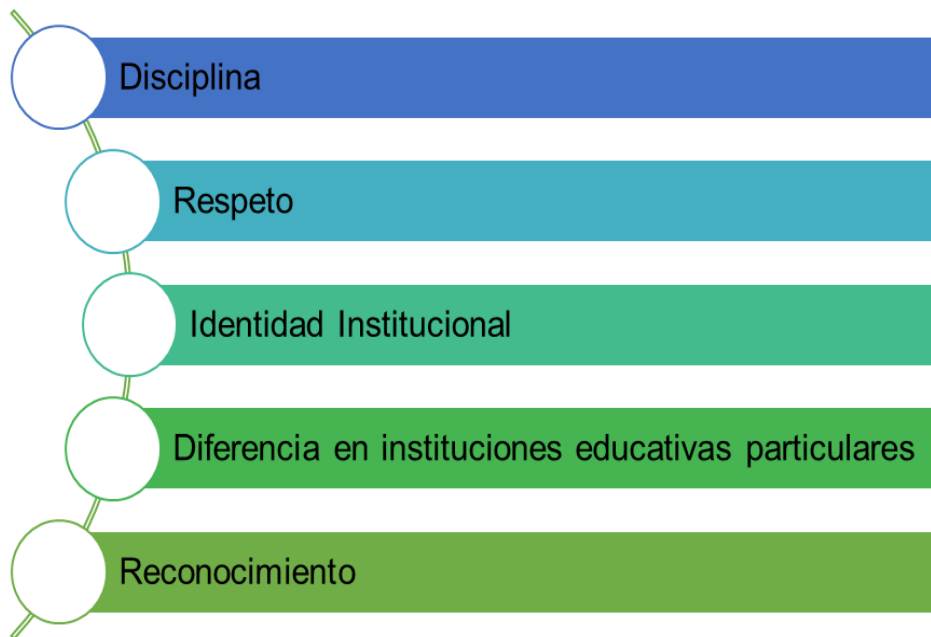 Disciplina
Respeto
Identidad Institucional
Diferencia en instituciones educativas particulares
Reconocimiento